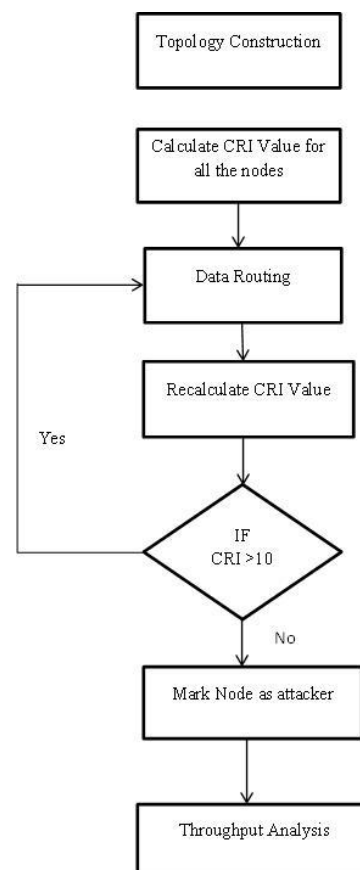 Topology Construction
Calculate CRI Value for
all the nodes
Data Routing
Recalculate CRI Value
Yes
IF
CRI >10
No
Mark Node as attacker
Throughput Analysis